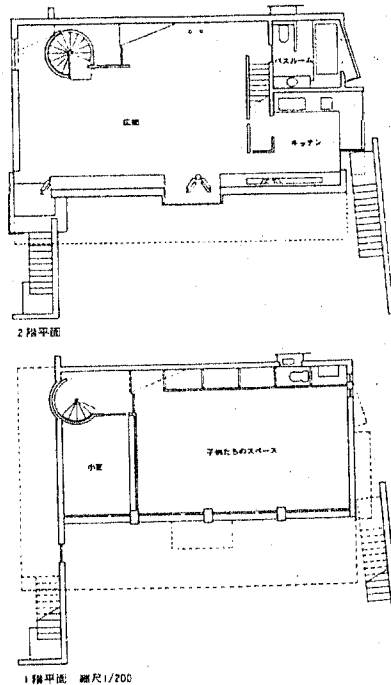 バスルーム
広間
キッチン
2階平面
小室
子供たちのスペース
1階平面 縮尺1/200